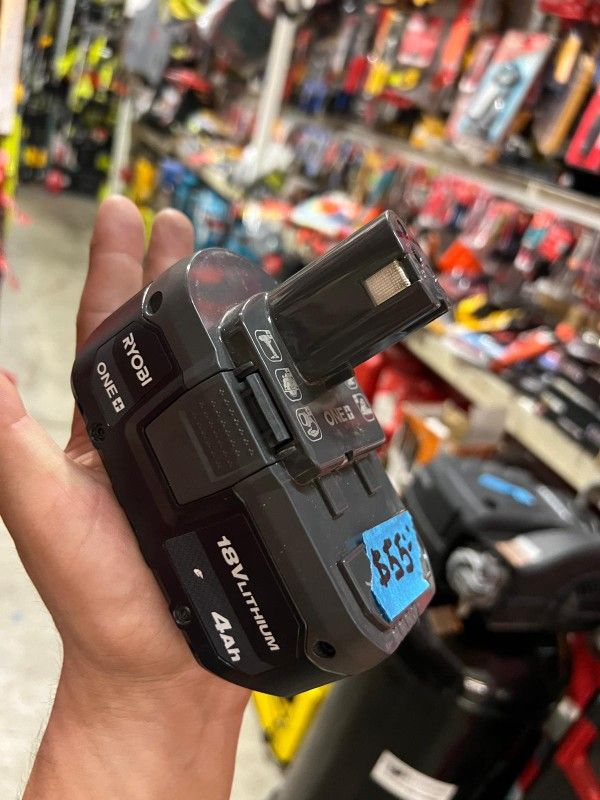 RYOBI
ONE+
ONE+
$55.-
18V LITHIUM
4Ah